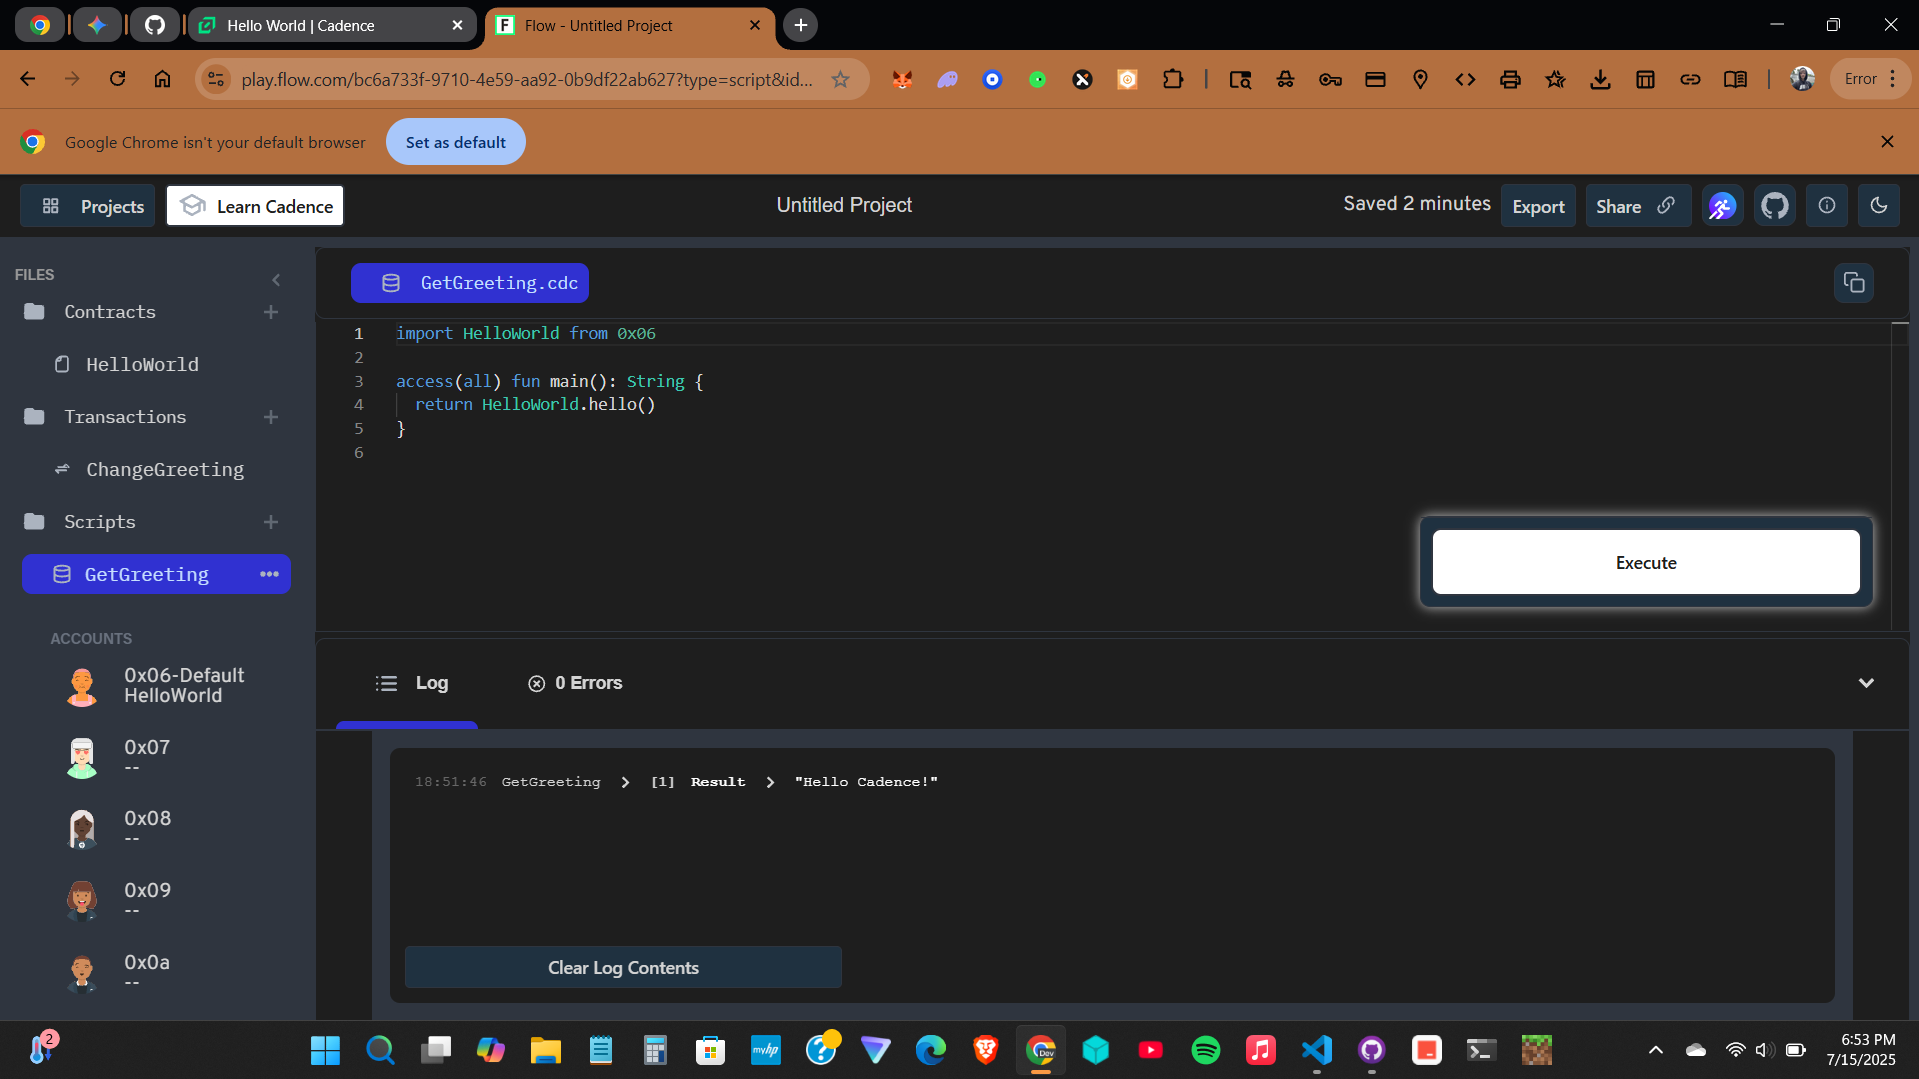 Hello World | Cadence
Flow - Untitled Project
play.flow.com/bc6a733f-9710-4e59-aa92-0b9df22ab627?type=script&id...
Error
Google Chrome isn't your default browser
Set as default
Projects
Learn Cadence
Untitled Project
Saved 2 minutes
Export
Share
FILES
Contracts
HelloWorld
Transactions
ChangeGreeting
Scripts
GetGreeting
ACCOUNTS
0x06-Default
HelloWorld
0x07
--
0x08
--
0x09
--
0x0a
--
GetGreeting.cdc
1 import HelloWorld from 0x06
2
3 access(all) fun main(): String {
4 return HelloWorld.hello()
5 }
6
Execute
Log
0 Errors
18:51:46 GetGreeting > [1] Result > "Hello Cadence!"
Clear Log Contents
2
myhp
Dev
6:53 PM
7/15/2025